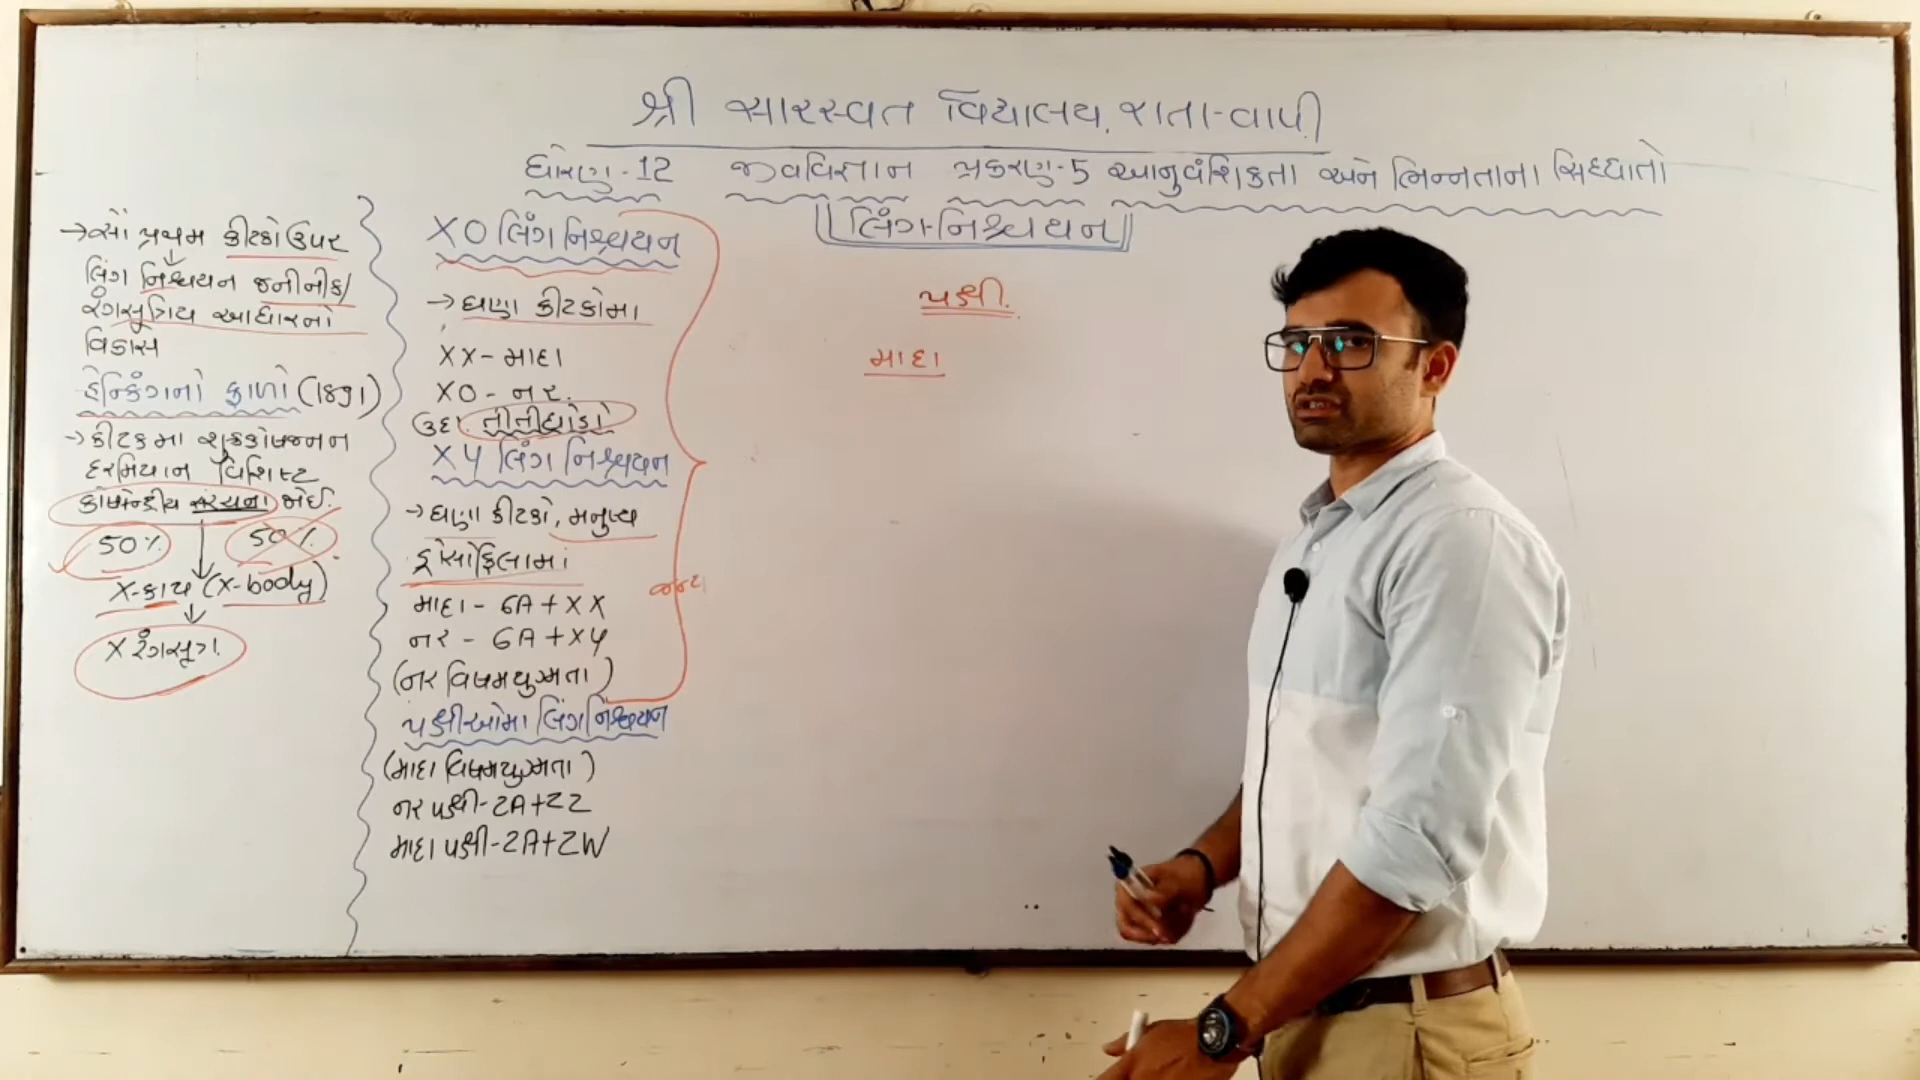 શ્રી સારસ્વત વિદ્યાલય, રાતા-વાપી
ધોરણ-12 જીવવિજ્ઞાન પ્રકરણ-5 આનુવંશિકતા અને ભિન્નતાના સિદ્ધાતો
લિંગ-નિશ્ચયન
→સૌ પ્રથમ કીટકો ઉપર
લિંગ નિશ્ચયન જનીનીક/
રંગસૂત્રિય આધારનો
વિકાસ
હેન્કિંગનો ફાળો (1891)
→કીટકમા શુક્રકોષજનન
દરમિયાન વિશિષ્ટ
કોષકેન્દ્રીય સંરચના જોઈ.
50% 50%
X-કાય (X-body)
X રંગસૂત્ર.
XO લિંગ નિશ્ચયન
→ઘણા કીટકોમા
XX- માદા
XO - નર.
ઉદા. તીતીઘોડો
XY લિંગ નિશ્ચયન
→ઘણા કીટકો, મનુષ્ય
ડ્રોસોફિલામાં
માદા - 6A + XX
નર - 6A + XY
(નર વિષમયુગ્મતા)
પક્ષીઓમા લિંગ નિશ્ચયન
(માદા વિષમયુગ્મતા)
નર પક્ષી-2A+ZZ
માદા પક્ષી-2A+ZW
પક્ષી.
માદા